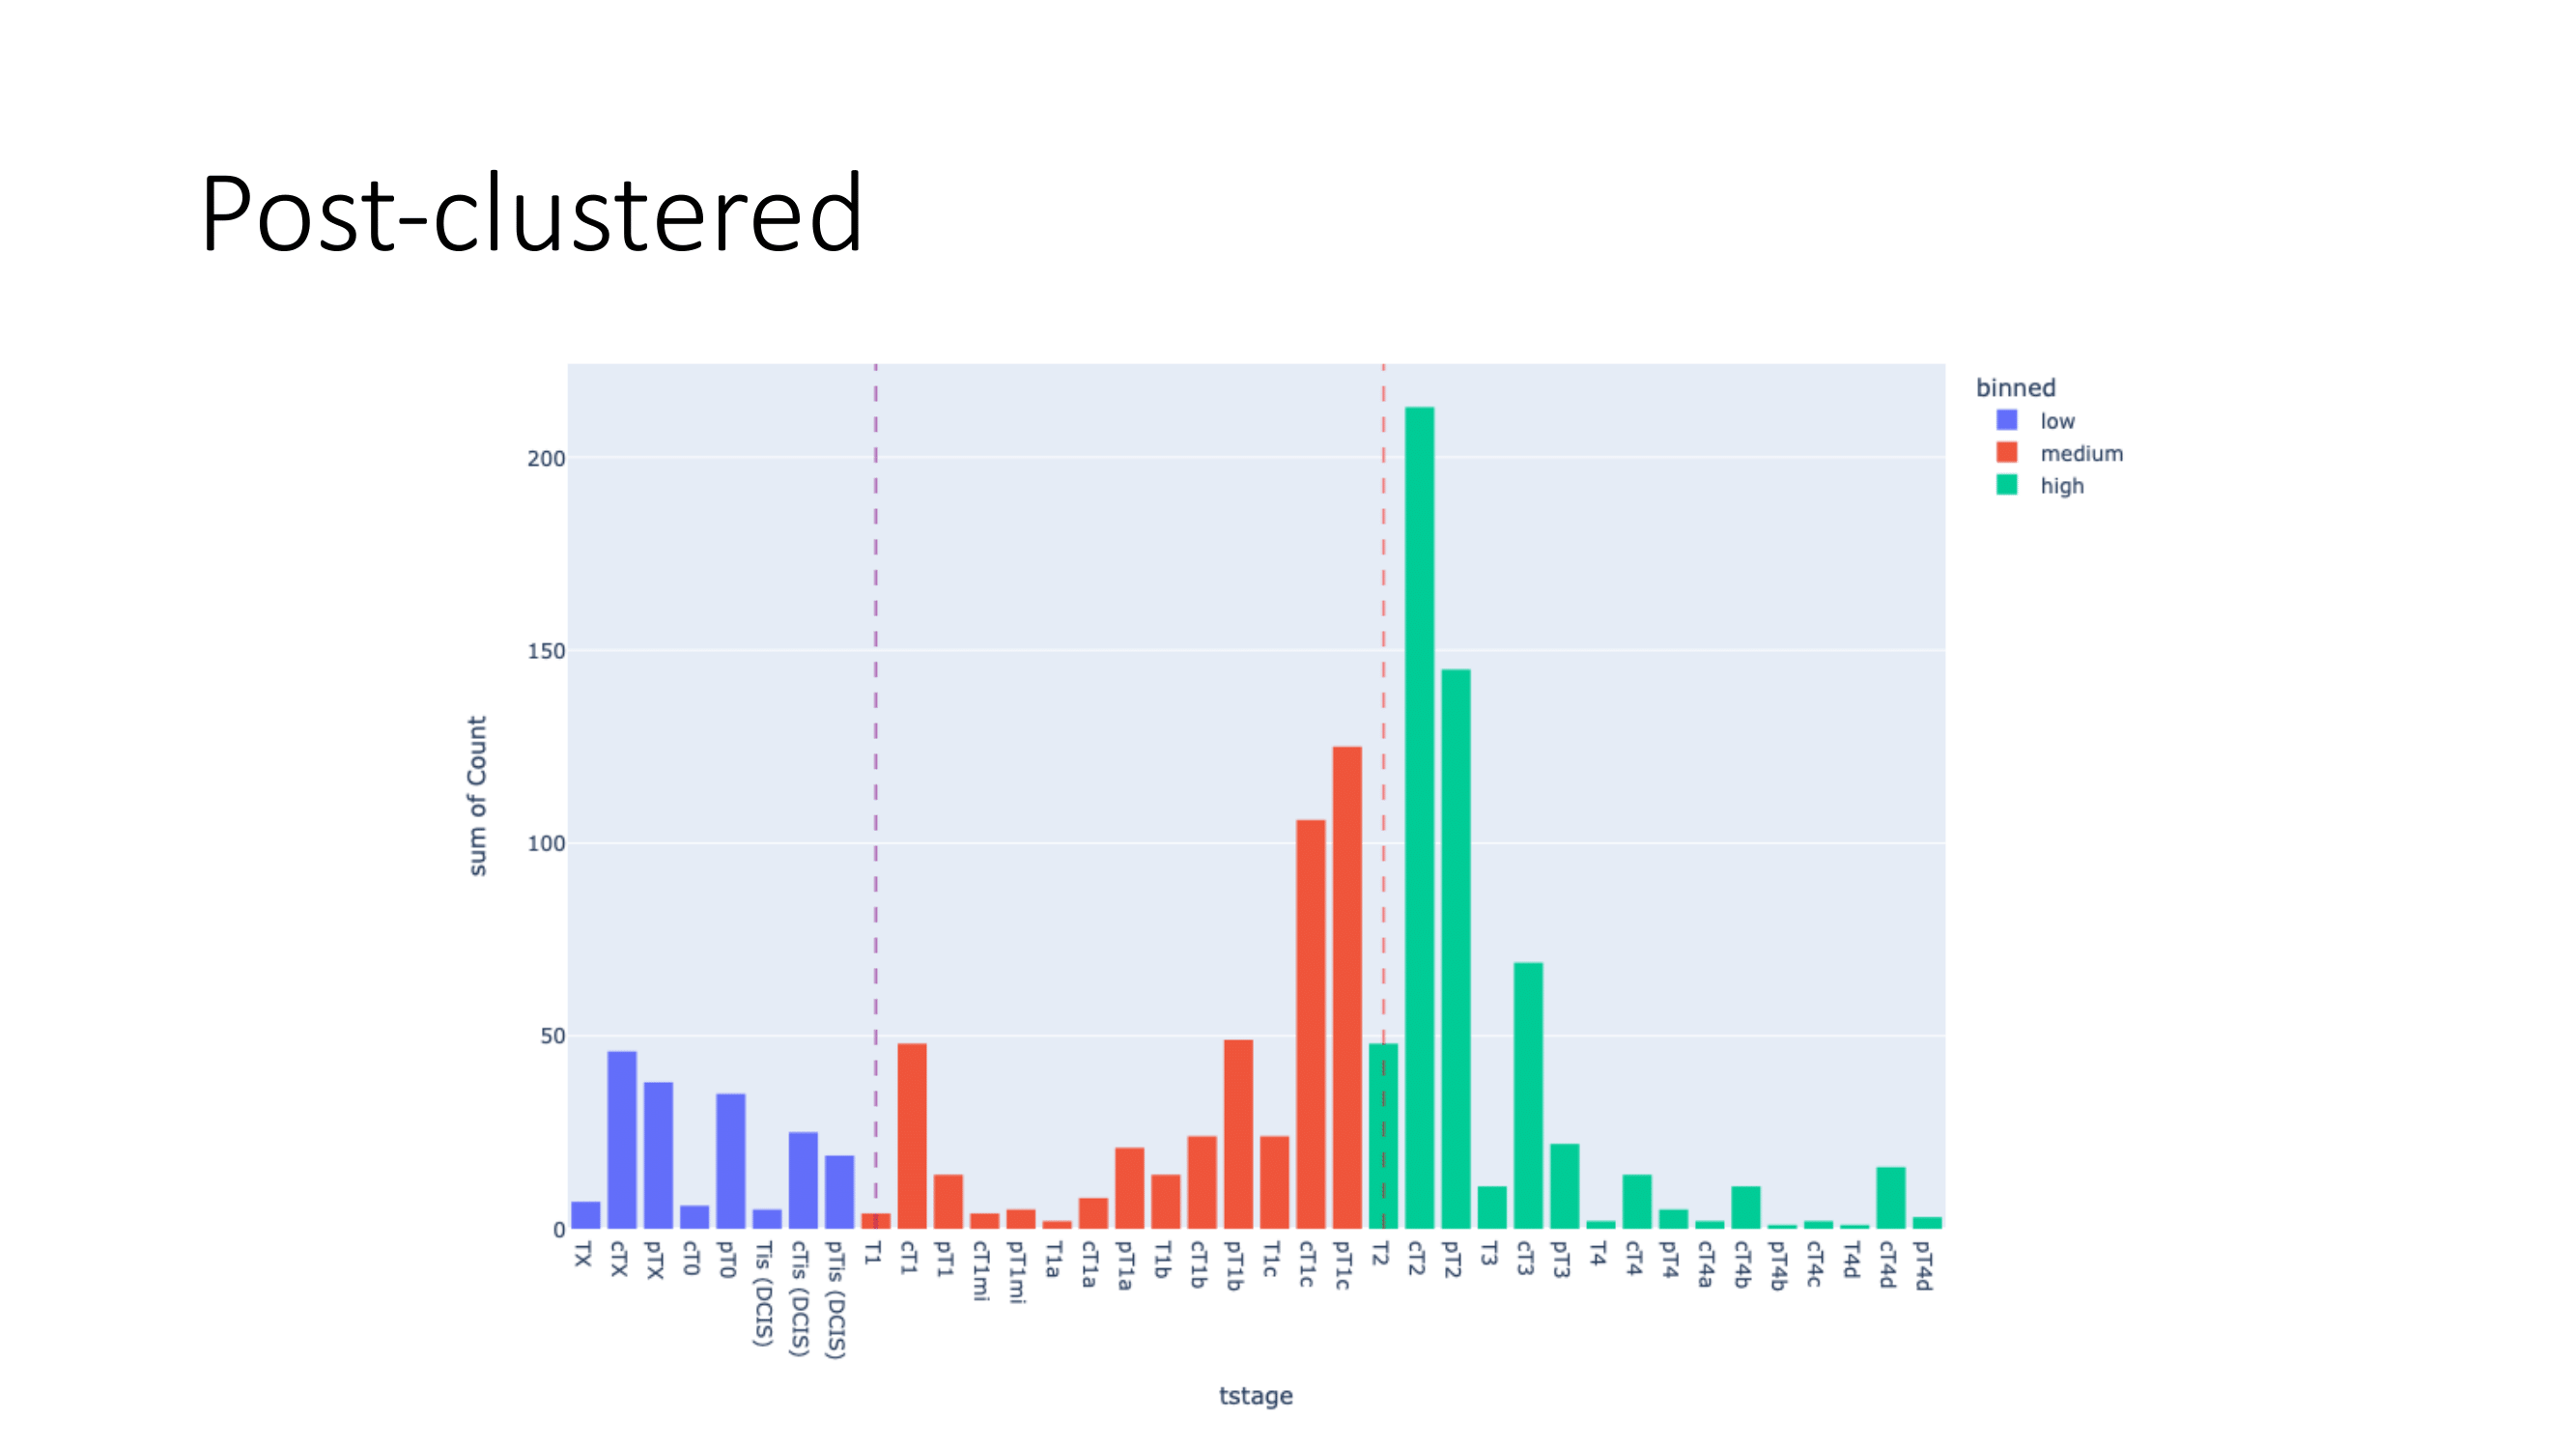 Post-clustered
binned
low
medium
high
200
150
100
50
0
sum of Count
TX
cTX
pTX
cT0
pT0
Tis (DCIS)
cTis (DCIS)
pTis (DCIS)
T1
cT1
pT1
cT1mi
pT1mi
T1a
cT1a
pT1a
T1b
cT1b
pT1b
T1c
cT1c
pT1c
T2
cT2
pT2
T3
cT3
pT3
T4
cT4
pT4
cT4a
cT4b
pT4b
cT4c
T4d
cT4d
pT4d
tstage